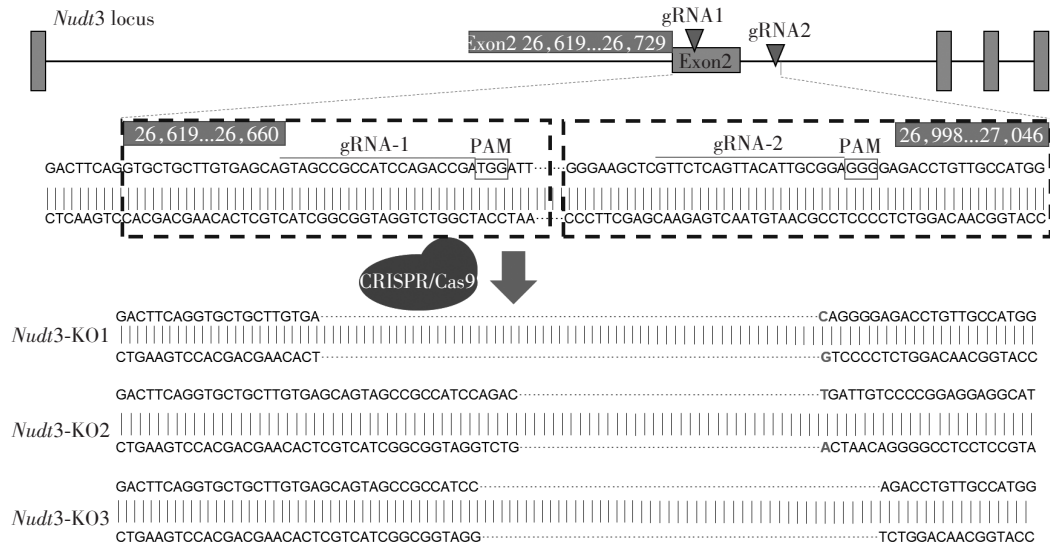 Nudt3 locus
gRNA1
gRNA2
Exon2 26,619...26,729
Exon2
26,619...26,660
26,998...27,046
gRNA-1
PAM
gRNA-2
PAM
GACTTCAGGTGCTGCTTGTGAGCAGTAGCCGCCATCCAGACCGATGGATT
GGGAAGCTCGTTCTCAGTTACATTGCGGAGGGGAGACCTGTTGCCATGG
CTCAAGTCCACGACGAACACTCGTCATCGGCGGTAGGTCTGGCTACCTAA
CCCTTCGAGCAAGAGTCAATGTAACGCCTCCCCTCTGGACAACGGTACC
CRISPR/Cas9
GACTTCAGGTGCTGCTTGTGA
CAGGGGAGACCTGTTGCCATGG
Nudt3-KO1
CTGAAGTCCACGACGAACACT
GTCCCCTCTGGACAACGGTACC
GACTTCAGGTGCTGCTTGTGAGCAGTAGCCGCCATCCAGAC
TGATTGTCCCCGGAGGAGGCAT
Nudt3-KO2
CTGAAGTCCACGACGAACACTCGTCATCGGCGGTAGGTCTG
ACTAACAGGGGCCTCCTCCGTA
GACTTCAGGTGCTGCTTGTGAGCAGTAGCCGCCATCC
AGACCTGTTGCCATGG
Nudt3-KO3
CTGAAGTCCACGACGAACACTCGTCATCGGCGGTAGG
TCTGGACAACGGTACC